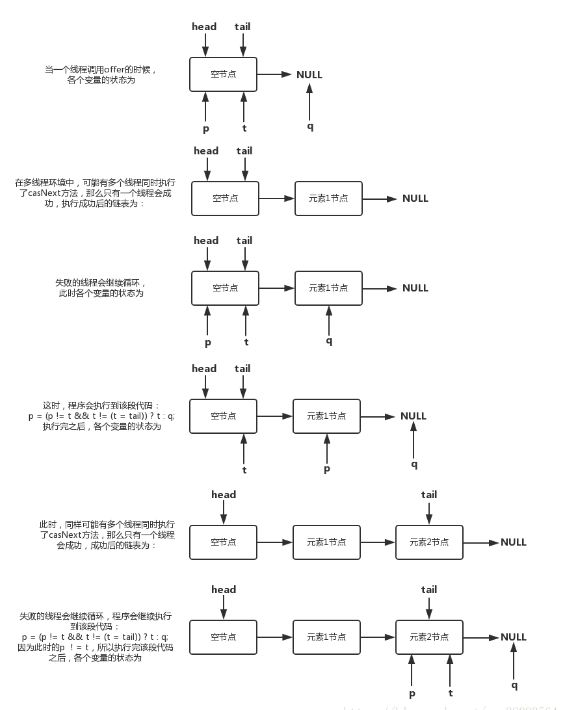 head tail
当一个线程调用offer的时候，
各个变量的状态为
空节点
NULL
p t q
head tail
在多线程环境中，可能有多个线程同时执行
了casNext方法，那么只有一个线程会成
功，执行成功后的链表为：
空节点
元素1节点
NULL
head tail
失败的线程会继续循环，
此时各个变量的状态为
空节点
元素1节点
NULL
p t q
head tail
这时，程序会执行到该段代码：
p = (p != t && t != (t = tail)) ? t : q;
执行完之后，各个变量的状态为
空节点
元素1节点
NULL
t p q
head tail
此时，同样可能有多个线程同时执行
了casNext方法，那么只有一个线程
会成功，成功后的链表为：
空节点
元素1节点
元素2节点
NULL
head tail
失败的线程会继续循环，程序会继续执行
到该段代码：
p = (p != t && t != (t = tail)) ? t : q;
因为此时的p ！= t，所以执行完该段代码
之后，各个变量的状态为
空节点
元素1节点
元素2节点
NULL
p t q